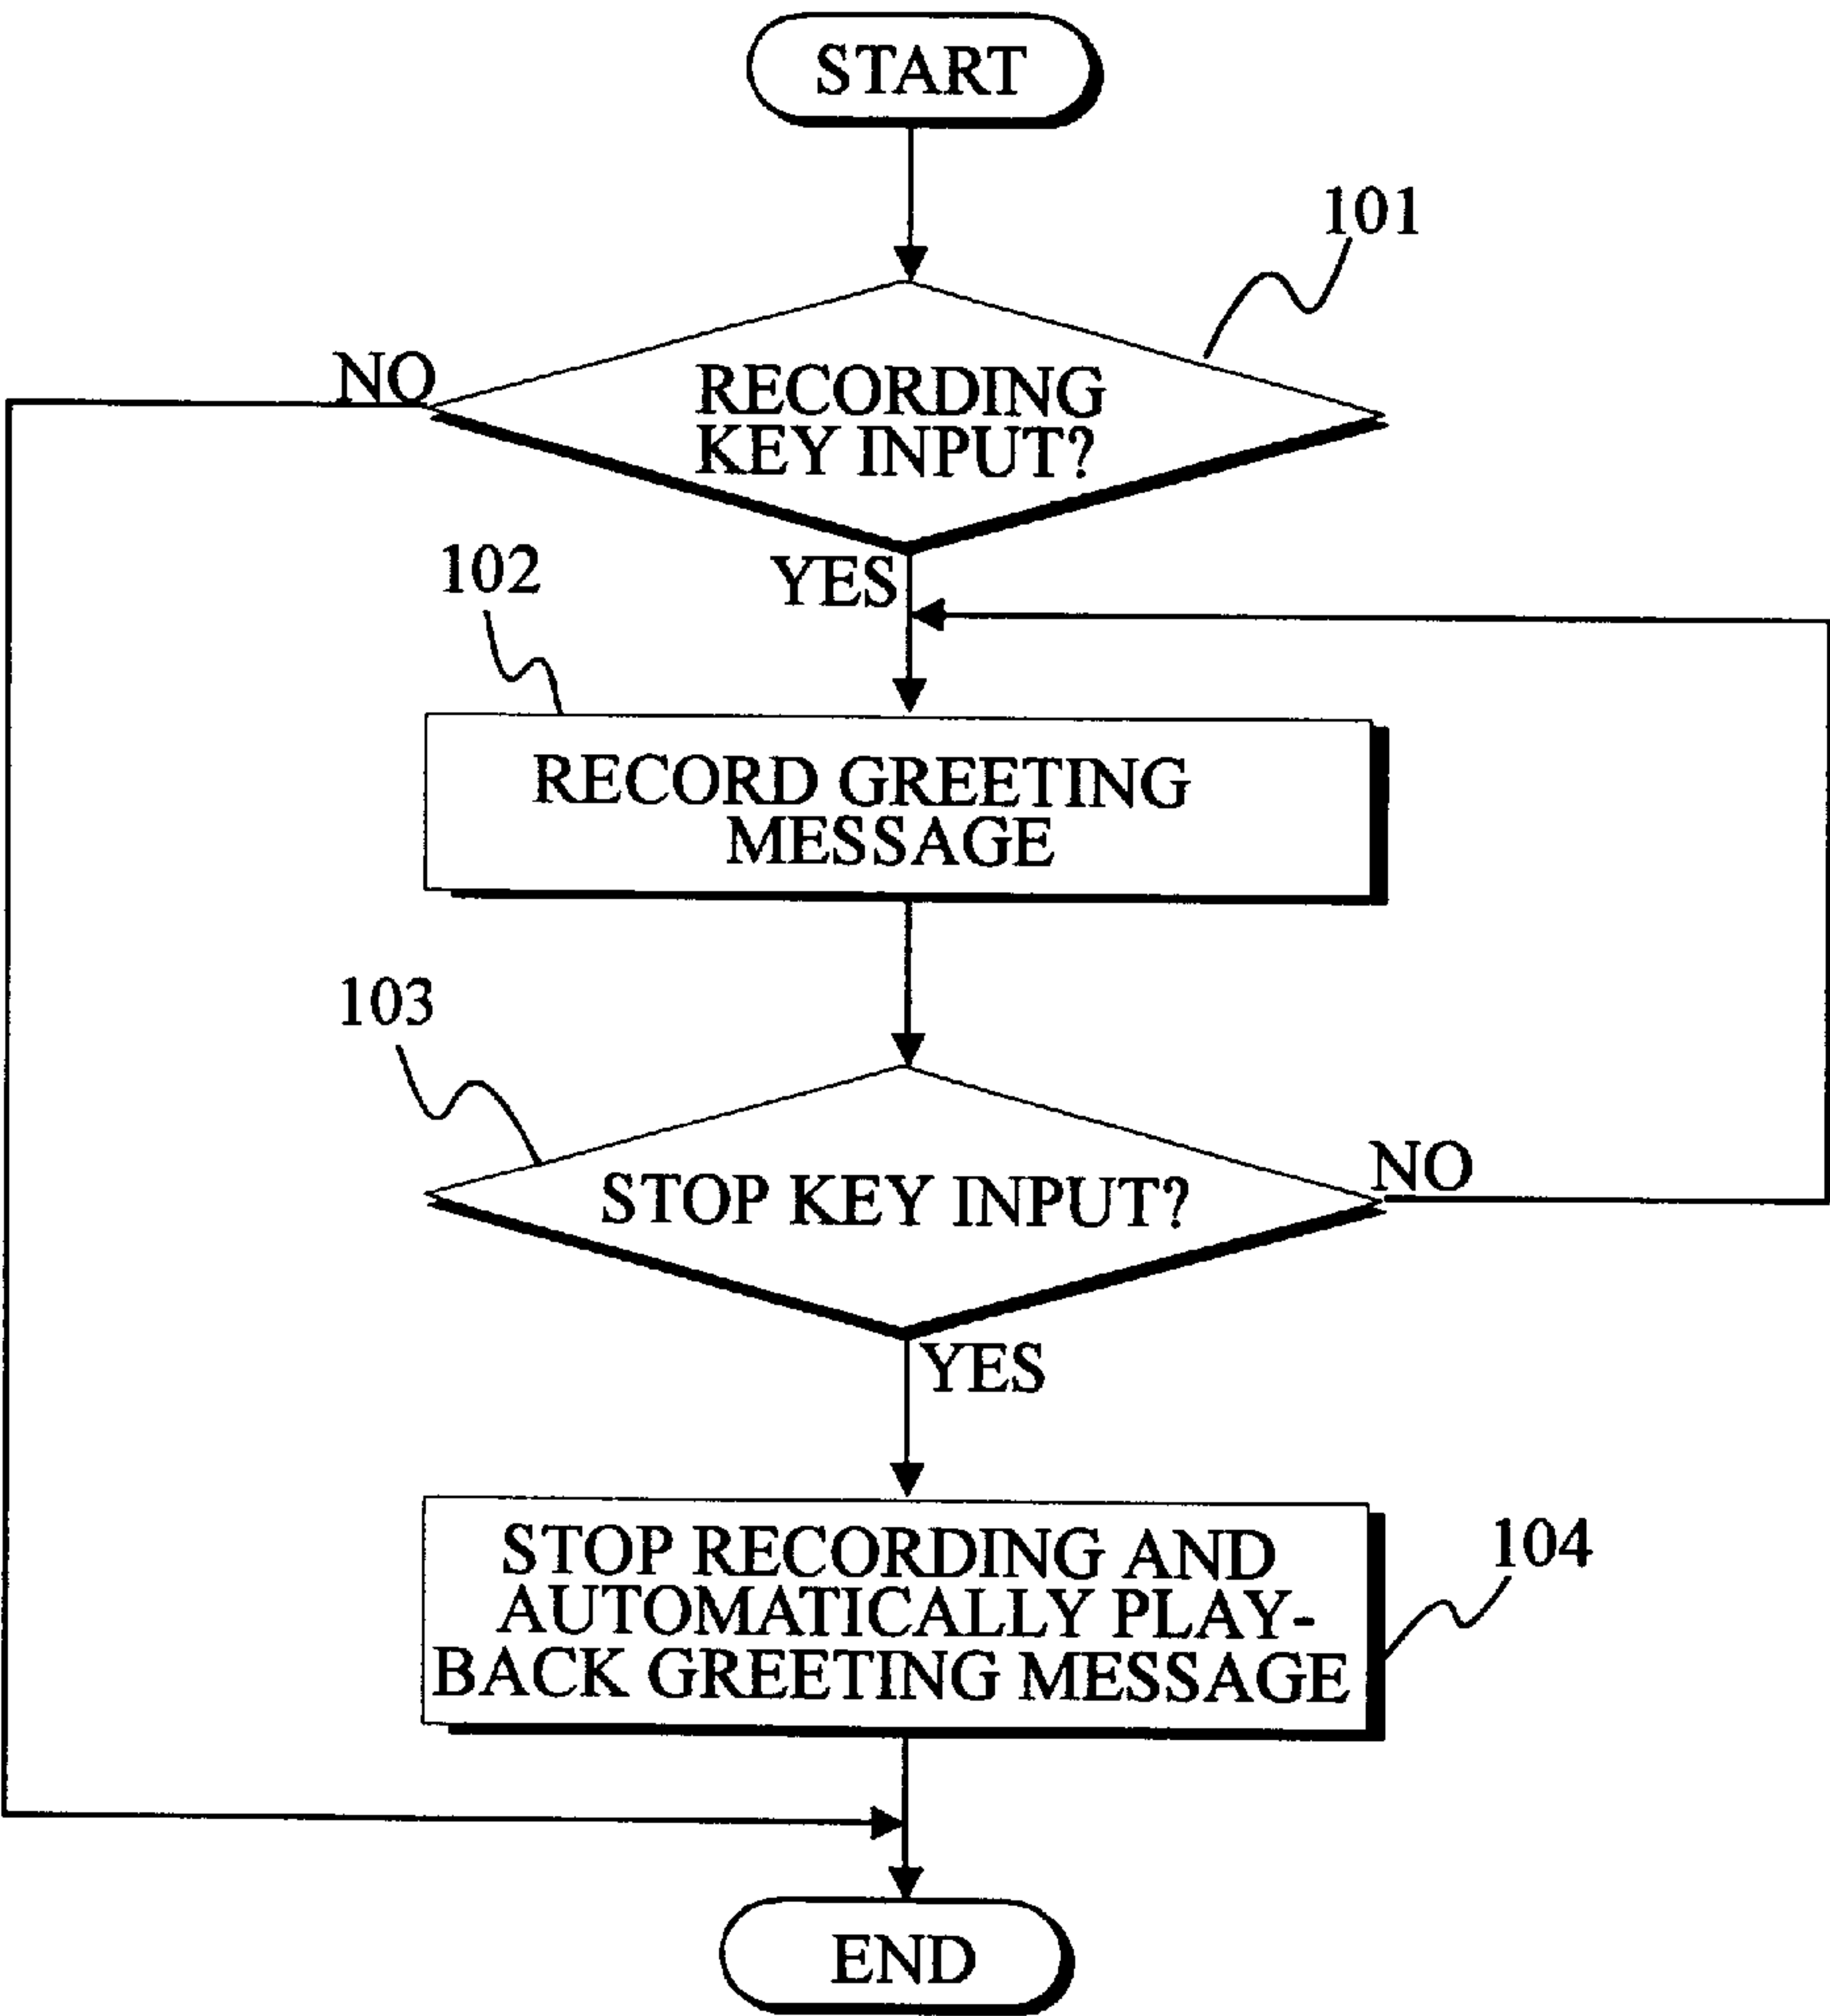 START
101
NO
RECORDING
KEY INPUT?
102
YES
RECORD GREETING
MESSAGE
103
STOP KEY INPUT?
NO
YES
STOP RECORDING AND
AUTOMATICALLY PLAY-
BACK GREETING MESSAGE
104
END